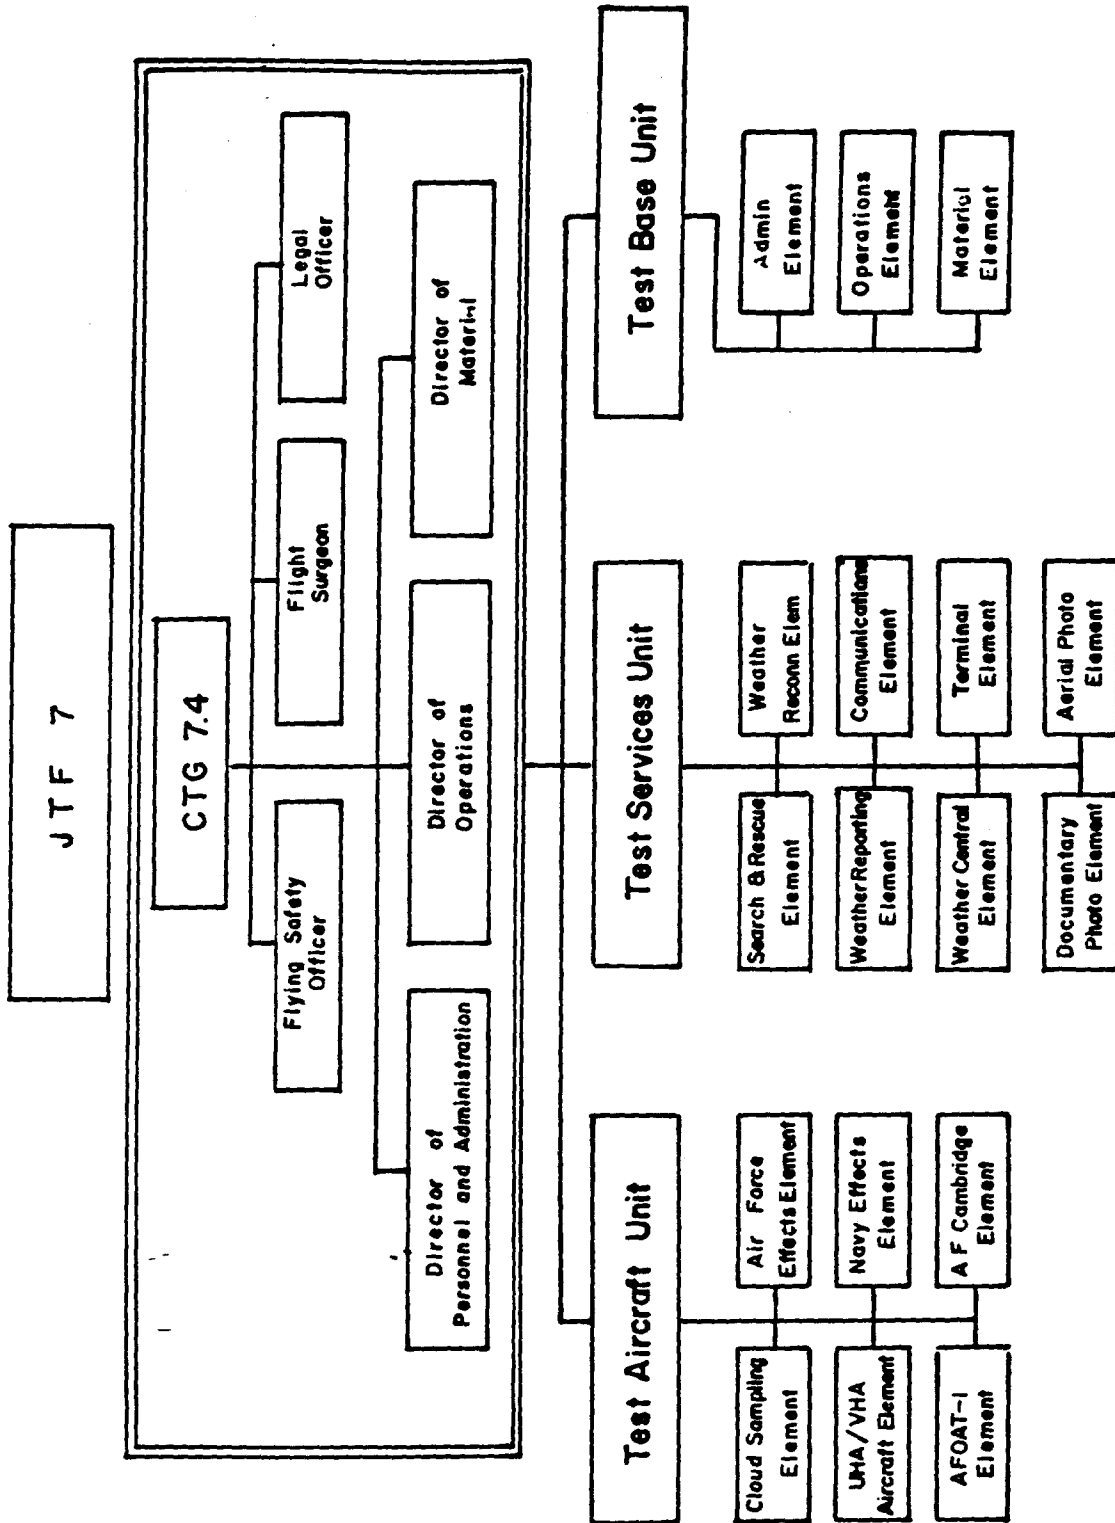 JTF 7
CTG 7.4
Flying Safety
Officer
Flight
Surgeon
Legal
Officer
Director of
Personnel and Administration
Director of
Operations
Director of
Material
Test Aircraft Unit
Test Services Unit
Test Base Unit
Cloud Sampling
Element
Air Force
Effects Element
UHA/VHA
Aircraft Element
Navy Effects
Element
AFOAT-1
Element
AF Cambridge
Element
Search & Rescue
Element
Weather
Reconn Elem
Weather Reporting
Element
Communications
Element
Weather Central
Element
Terminal
Element
Documentary
Photo Element
Aerial Photo
Element
Admin
Element
Operations
Element
Material
Element